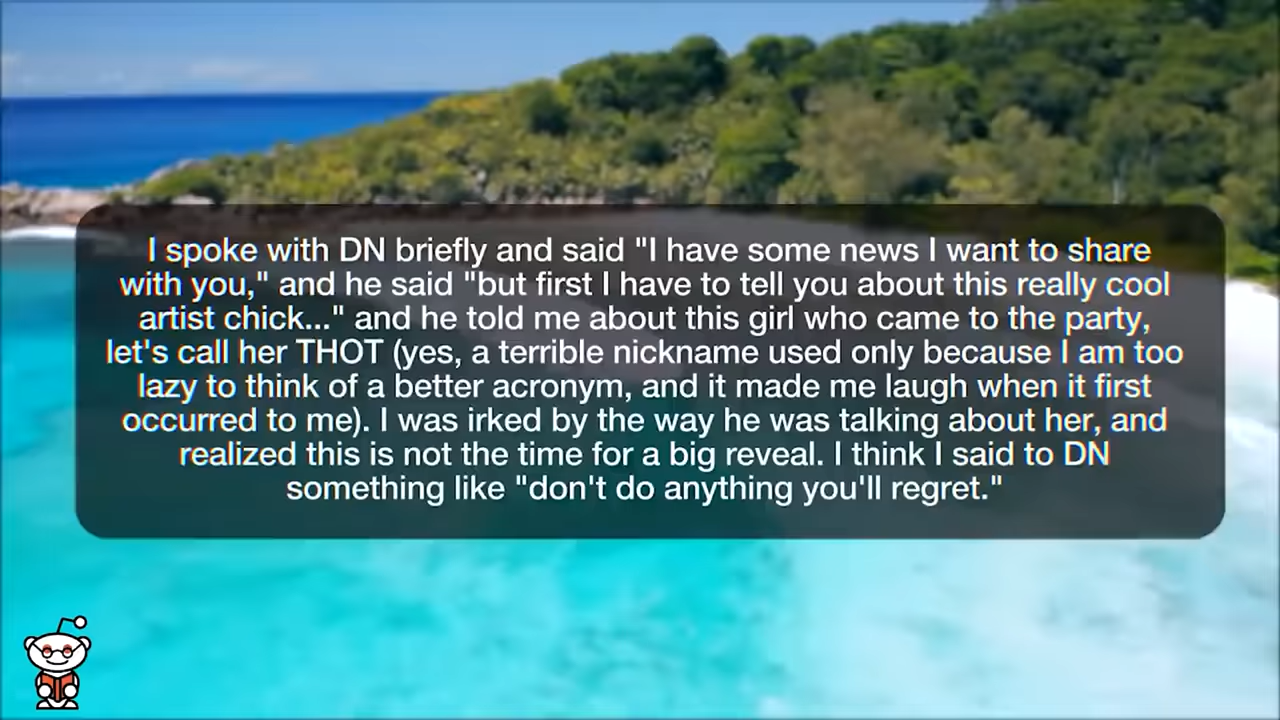 I spoke with DN briefly and said "I have some news I want to share
with you," and he said "but first I have to tell you about this really cool
artist chick..." and he told me about this girl who came to the party,
let's call her THOT (yes, a terrible nickname used only because I am too
lazy to think of a better acronym, and it made me laugh when it first
occurred to me). I was irked by the way he was talking about her, and
realized this is not the time for a big reveal. I think I said to DN
something like "don't do anything you'll regret."